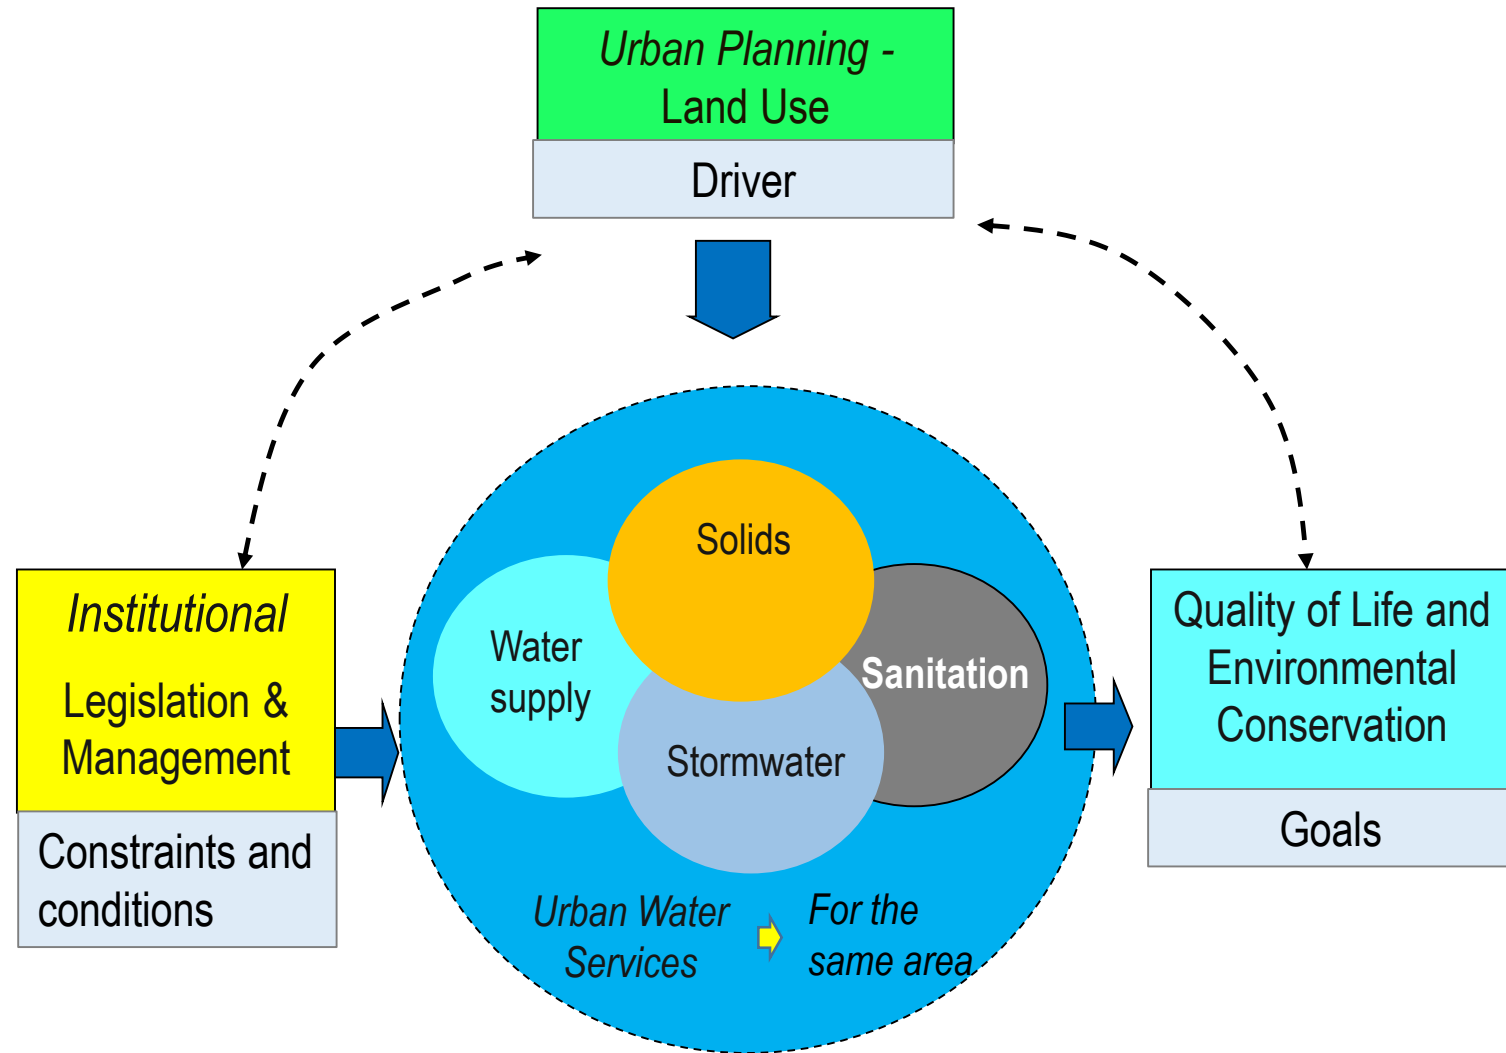 Urban Planning -
Land Use
Driver
Solids
Water
supply
Sanitation
Stormwater
Institutional
Legislation &
Management
Constraints and
conditions
Quality of Life and
Environmental
Conservation
Goals
Urban Water
Services
For the
same area